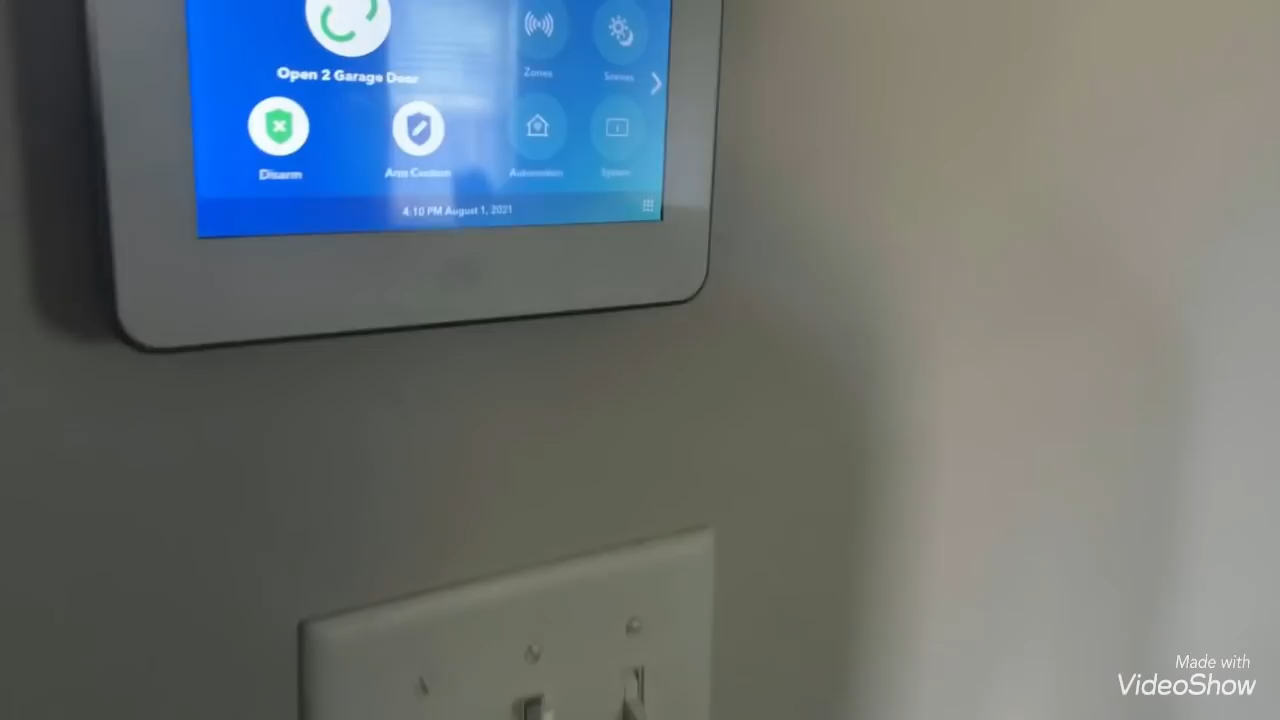 Zones
Scenes
Open 2 Garage Door
Disarm
Arm Custom
Automation
System
4:10 PM August 1, 2021
Made with
VideoShow